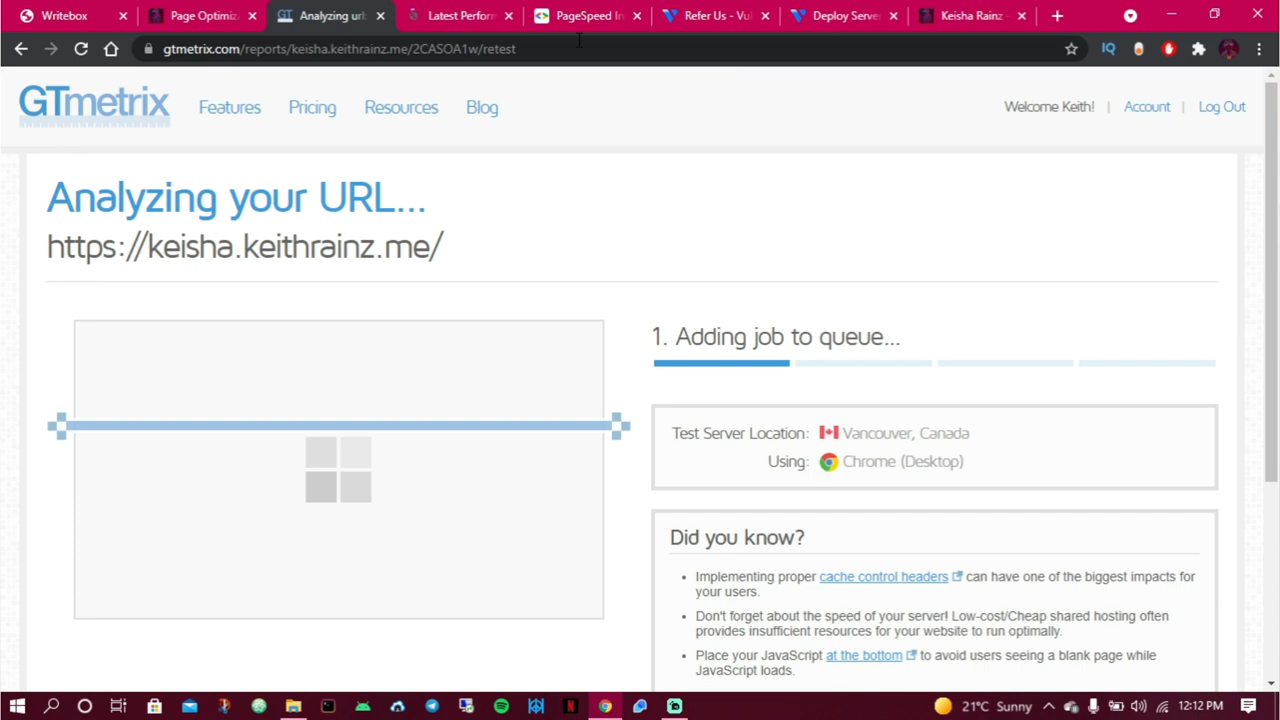 Writebox
Page Optimiza
Analyzing url:
Latest Perform
PageSpeed In
Refer Us - Vul
Deploy Server
Keisha Rainz -
gtmetrix.com/reports/keisha.keithrainz.me/2CASOA1w/retest
GTmetrix
Features
Pricing
Resources
Blog
Welcome Keith! | Account | Log Out
Analyzing your URL...
https://keisha.keithrainz.me/
1. Adding job to queue...
Test Server Location: Vancouver, Canada
Using: Chrome (Desktop)
Did you know?
• Implementing proper cache control headers can have one of the biggest impacts for
your users.
• Don't forget about the speed of your server! Low-cost/Cheap shared hosting often
provides insufficient resources for your website to run optimally.
• Place your JavaScript at the bottom to avoid users seeing a blank page while
JavaScript loads.
21°C Sunny
12:12 PM